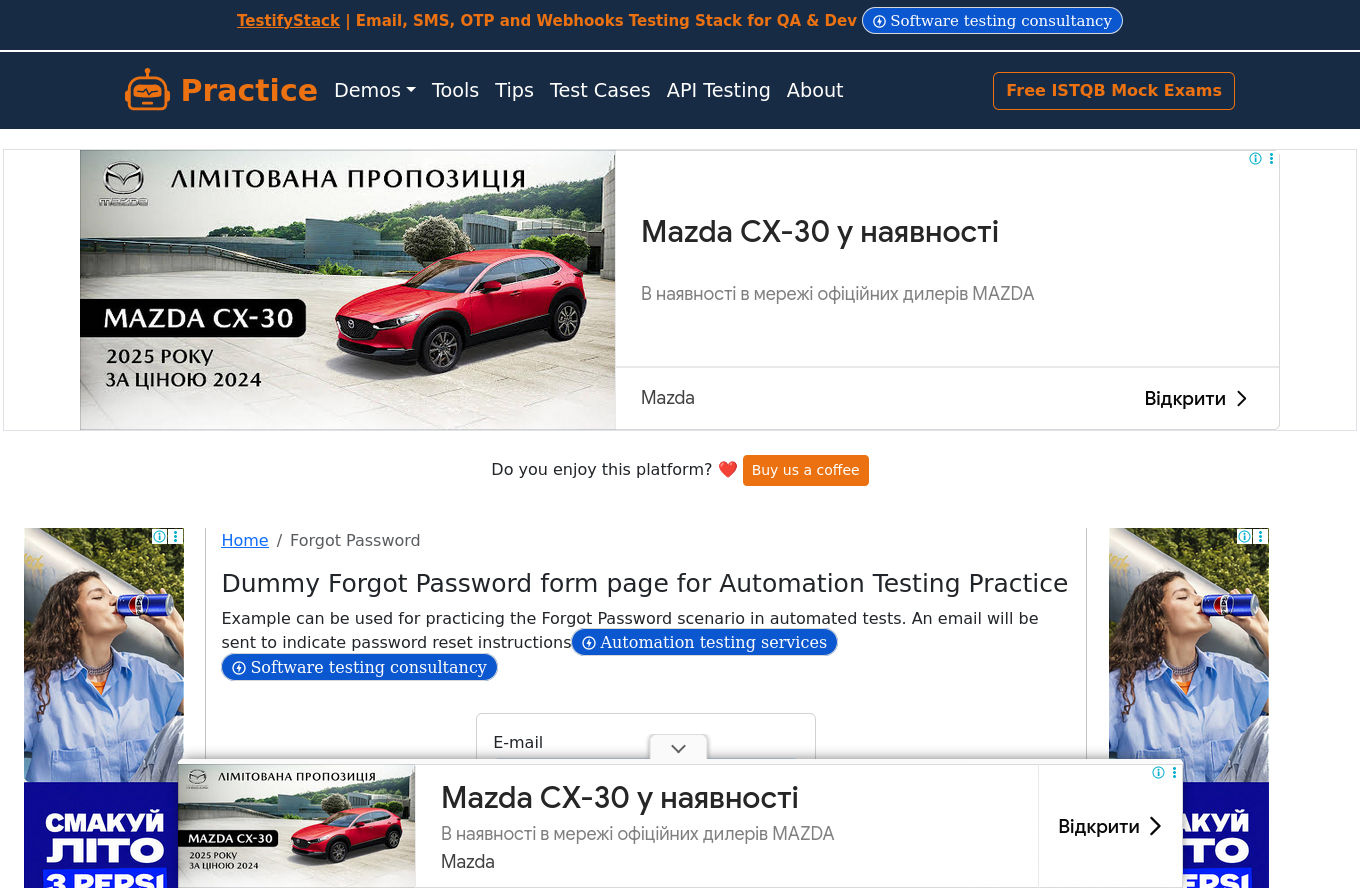 TestifyStack | Email, SMS, OTP and Webhooks Testing Stack for QA & Dev Software testing consultancy
Practice Demos Tools Tips Test Cases API Testing About Free ISTQB Mock Exams
mazda
ЛІМІТОВАНА ПРОПОЗИЦІЯ
MAZDA CX-30
2025 РОКУ
ЗА ЦІНОЮ 2024
Mazda CX-30 у наявності
В наявності в мережі офіційних дилерів MAZDA
Mazda Відкрити
Do you enjoy this platform? ❤️ Buy us a coffee
Home / Forgot Password
Dummy Forgot Password form page for Automation Testing Practice
Example can be used for practicing the Forgot Password scenario in automated tests. An email will be
sent to indicate password reset instructions Automation testing services
Software testing consultancy
E-mail
СМАКУЙ
ЛІТО
З PEPSI
ЛІМІТОВАНА ПРОПОЗИЦІЯ
MAZDA CX-30
2025 РОКУ
ЗА ЦІНОЮ 2024
Mazda CX-30 у наявності
В наявності в мережі офіційних дилерів MAZDA
Mazda
Відкрити
АКУЙ
ТО
EPSI